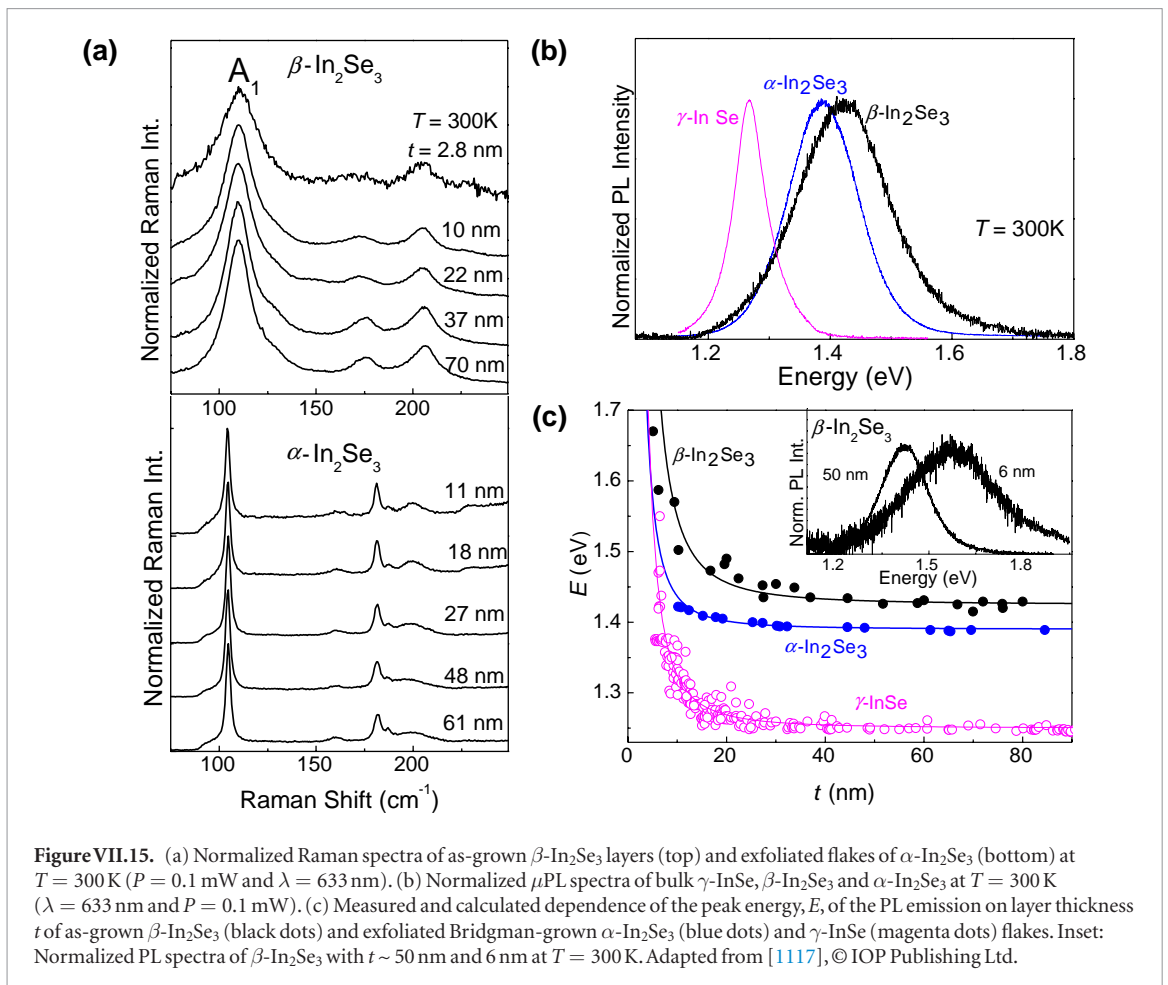 (a)
β-In2Se3
A1
T = 300K
t = 2.8 nm
10 nm
22 nm
37 nm
70 nm
Normalized Raman Int.
100 150 200
α-In2Se3
11 nm
18 nm
27 nm
48 nm
61 nm
Normalized Raman Int.
100 150 200
Raman Shift (cm-1)
(b)
α-In2Se3
γ-In Se
β-In2Se3
T = 300K
Normalized PL Intensity
1.2 1.4 1.6 1.8
Energy (eV)
(c)
1.7
1.6
1.5
1.4
1.3
E (eV)
β-In2Se3
α-In2Se3
γ-InSe
0 20 40 60 80
t (nm)
β-In2Se3
50 nm
6 nm
Norm. PL Int.
1.2 1.5 1.8
Energy (eV)
Figure VII.15. (a) Normalized Raman spectra of as-grown β-In2Se3 layers (top) and exfoliated flakes of α-In2Se3 (bottom) at
T = 300 K (P = 0.1 mW and λ = 633 nm). (b) Normalized μPL spectra of bulk γ-InSe, β-In2Se3 and α-In2Se3 at T = 300 K
(λ = 633 nm and P = 0.1 mW). (c) Measured and calculated dependence of the peak energy, E, of the PL emission on layer thickness
t of as-grown β-In2Se3 (black dots) and exfoliated Bridgman-grown α-In2Se3 (blue dots) and γ-InSe (magenta dots) flakes. Inset:
Normalized PL spectra of β-In2Se3 with t ~ 50 nm and 6 nm at T = 300 K. Adapted from [1117], © IOP Publishing Ltd.